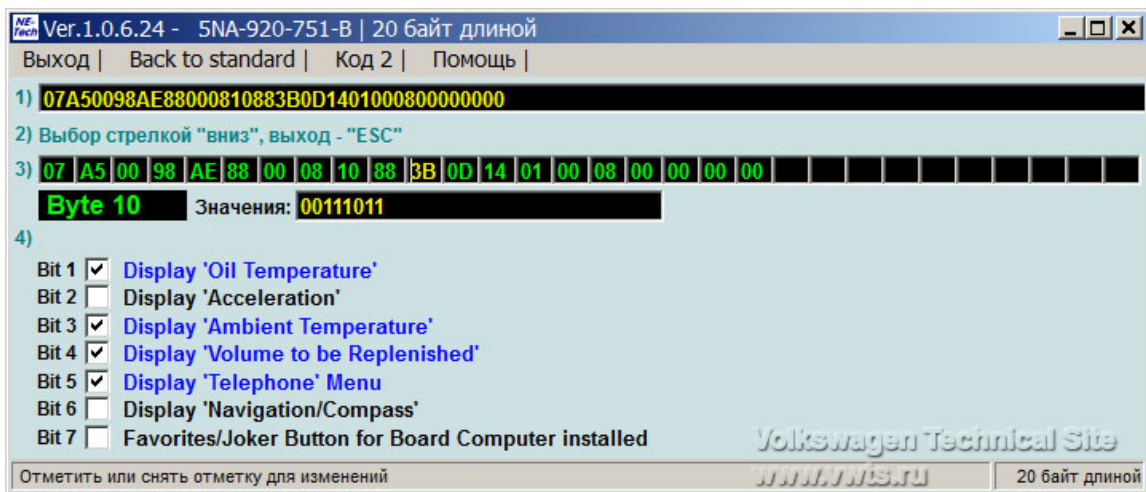 NE-Tech Ver.1.0.6.24 - 5NA-920-751-B | 20 байт длиной
Выход | Back to standard | Код 2 | Помощь |
1) 07A50098AE88000810883B0D1401000800000000
2) Выбор стрелкой "вниз", выход - "ESC"
3) 07 A5 00 98 AE 88 00 08 10 88 3B 0D 14 01 00 08 00 00 00 00
Byte 10 Значения: 00111011
4)
Bit 1 Display 'Oil Temperature'
Bit 2 Display 'Acceleration'
Bit 3 Display 'Ambient Temperature'
Bit 4 Display 'Volume to be Replenished'
Bit 5 Display 'Telephone' Menu
Bit 6 Display 'Navigation/Compass'
Bit 7 Favorites/Joker Button for Board Computer installed
Volkswagen Technical Site
www.vwts.ru
Отметить или снять отметку для изменений 20 байт длиной